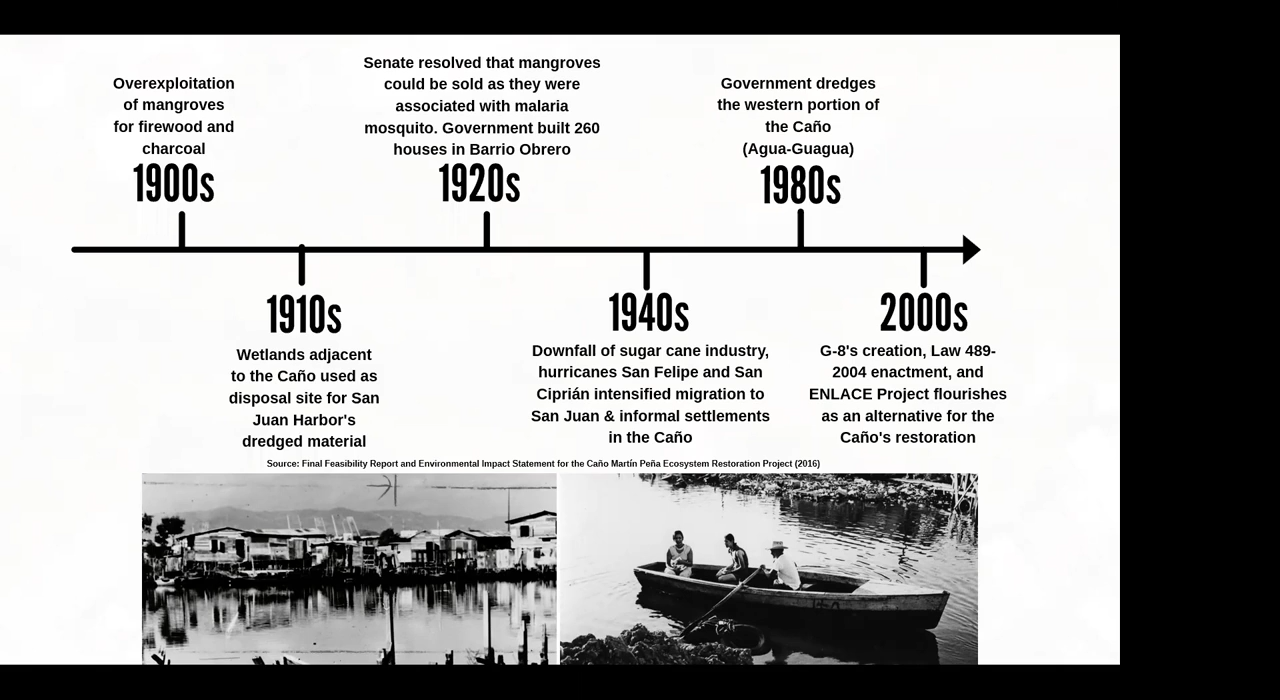 Overexploitation
of mangroves
for firewood and
charcoal
1900s
Senate resolved that mangroves
could be sold as they were
associated with malaria
mosquito. Government built 260
houses in Barrio Obrero
1920s
Government dredges
the western portion of
the Caño
(Agua-Guagua)
1980s
1910s
Wetlands adjacent
to the Caño used as
disposal site for San
Juan Harbor's
dredged material
1940s
Downfall of sugar cane industry,
hurricanes San Felipe and San
Ciprián intensified migration to
San Juan & informal settlements
in the Caño
2000s
G-8's creation, Law 489-
2004 enactment, and
ENLACE Project flourishes
as an alternative for the
Caño's restoration
Source: Final Feasibility Report and Environmental Impact Statement for the Caño Martín Peña Ecosystem Restoration Project (2016)